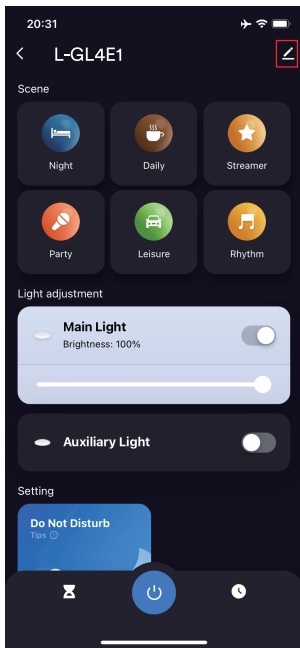 20:31
L-GL4E1
Scene
Night
Daily
Streamer
Party
Leisure
Rhythm
Light adjustment
Main Light
Brightness: 100%
Auxiliary Light
Setting
Do Not Disturb
Tips